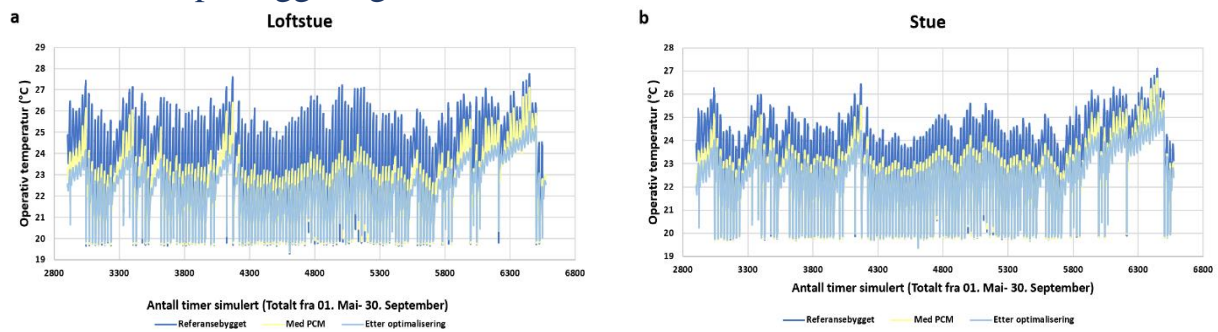 a
Loftstue
Operativ temperatur (°C)
29
28
27
26
25
24
23
22
21
20
19
2800 3300 3800 4300 4800 5300 5800 6300 6800
Antall timer simulert (Totalt fra 01. Mai- 30. September)
Referansebygget Med PCM Etter optimalisering
b
Stue
Operativ temperatur (°C)
28
27
26
25
24
23
22
21
20
19
2800 3300 3800 4300 4800 5300 5800 6300 6800
Antall timer simulert (Totalt fra 01. Mai- 30. September)
Referansebygget Med PCM Etter optimalisering